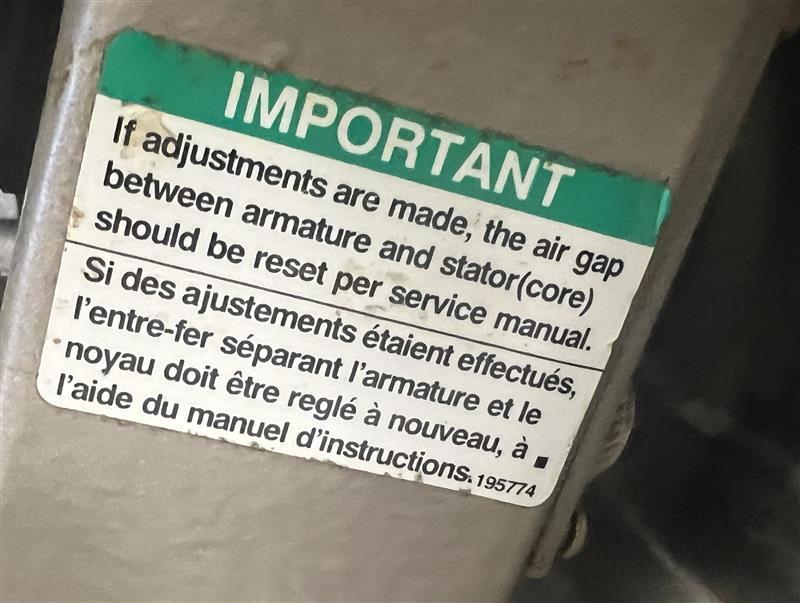 IMPORTANT
If adjustments are made, the air gap
between armature and stator(core)
should be reset per service manual.
Si des ajustements étaient effectués,
l'entre-fer séparant l'armature et le
noyau doit être reglé à nouveau, à
l'aide du manuel d'instructions.
195774